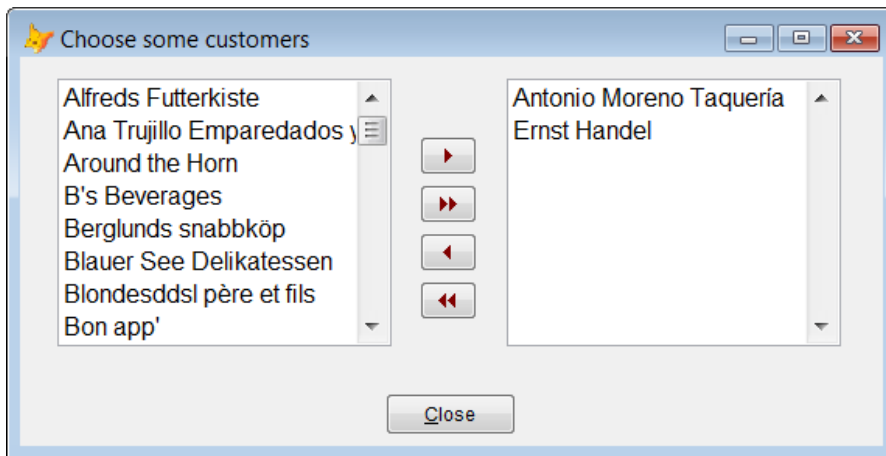 Choose some customers
Alfreds Futterkiste
Ana Trujillo Emparedados y
Around the Horn
B's Beverages
Berglunds snabbköp
Blauer See Delikatessen
Blondesddsl père et fils
Bon app'
Antonio Moreno Taquería
Ernst Handel
Close